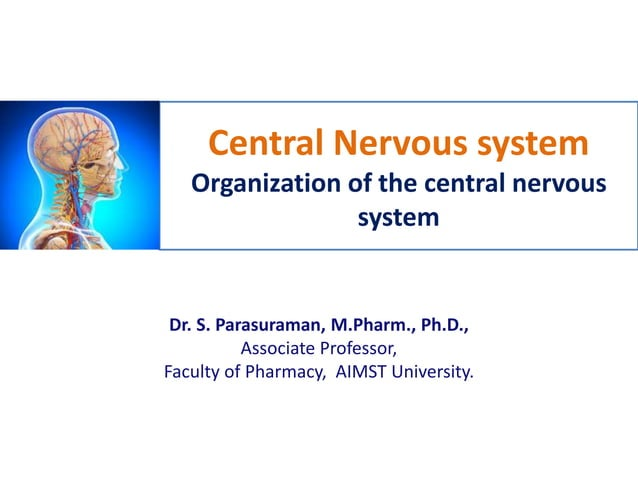 Central Nervous system
Organization of the central nervous
system
Dr. S. Parasuraman, M.Pharm., Ph.D.,
Associate Professor,
Faculty of Pharmacy, AIMST University.